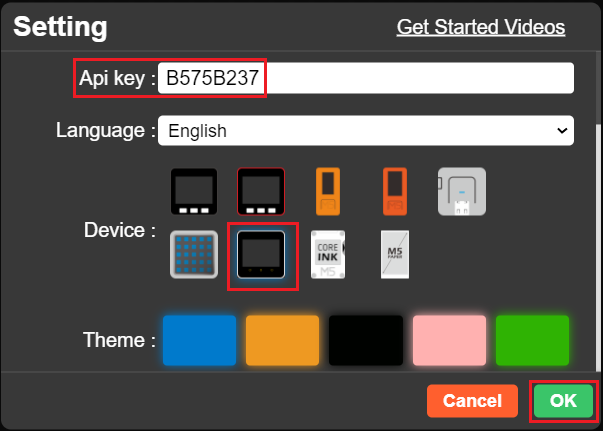 Setting
Get Started Videos
Api key : B575B237
Language : English
CORE
INK
M5
Device :
M5
PAPER
Theme :
Cancel
OK